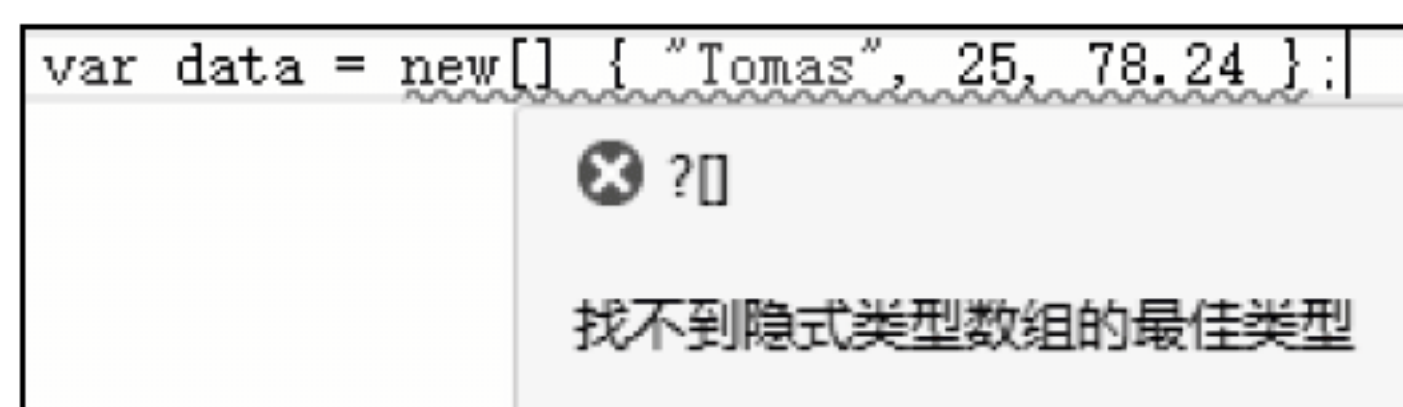 var data = new[] { "Tomas", 25, 78.24 };
?[]
找不到隐式类型数组的最佳类型